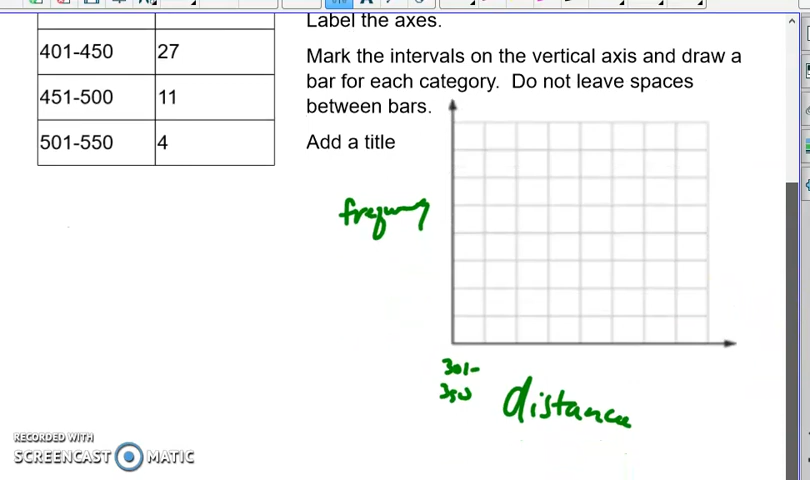 Label the axes.
401-450 27
Mark the intervals on the vertical axis and draw a
bar for each category. Do not leave spaces
451-500 11
between bars.
501-550 4
Add a title
frequency
301-
350
distance
RECORDED WITH
SCREENCAST MATIC